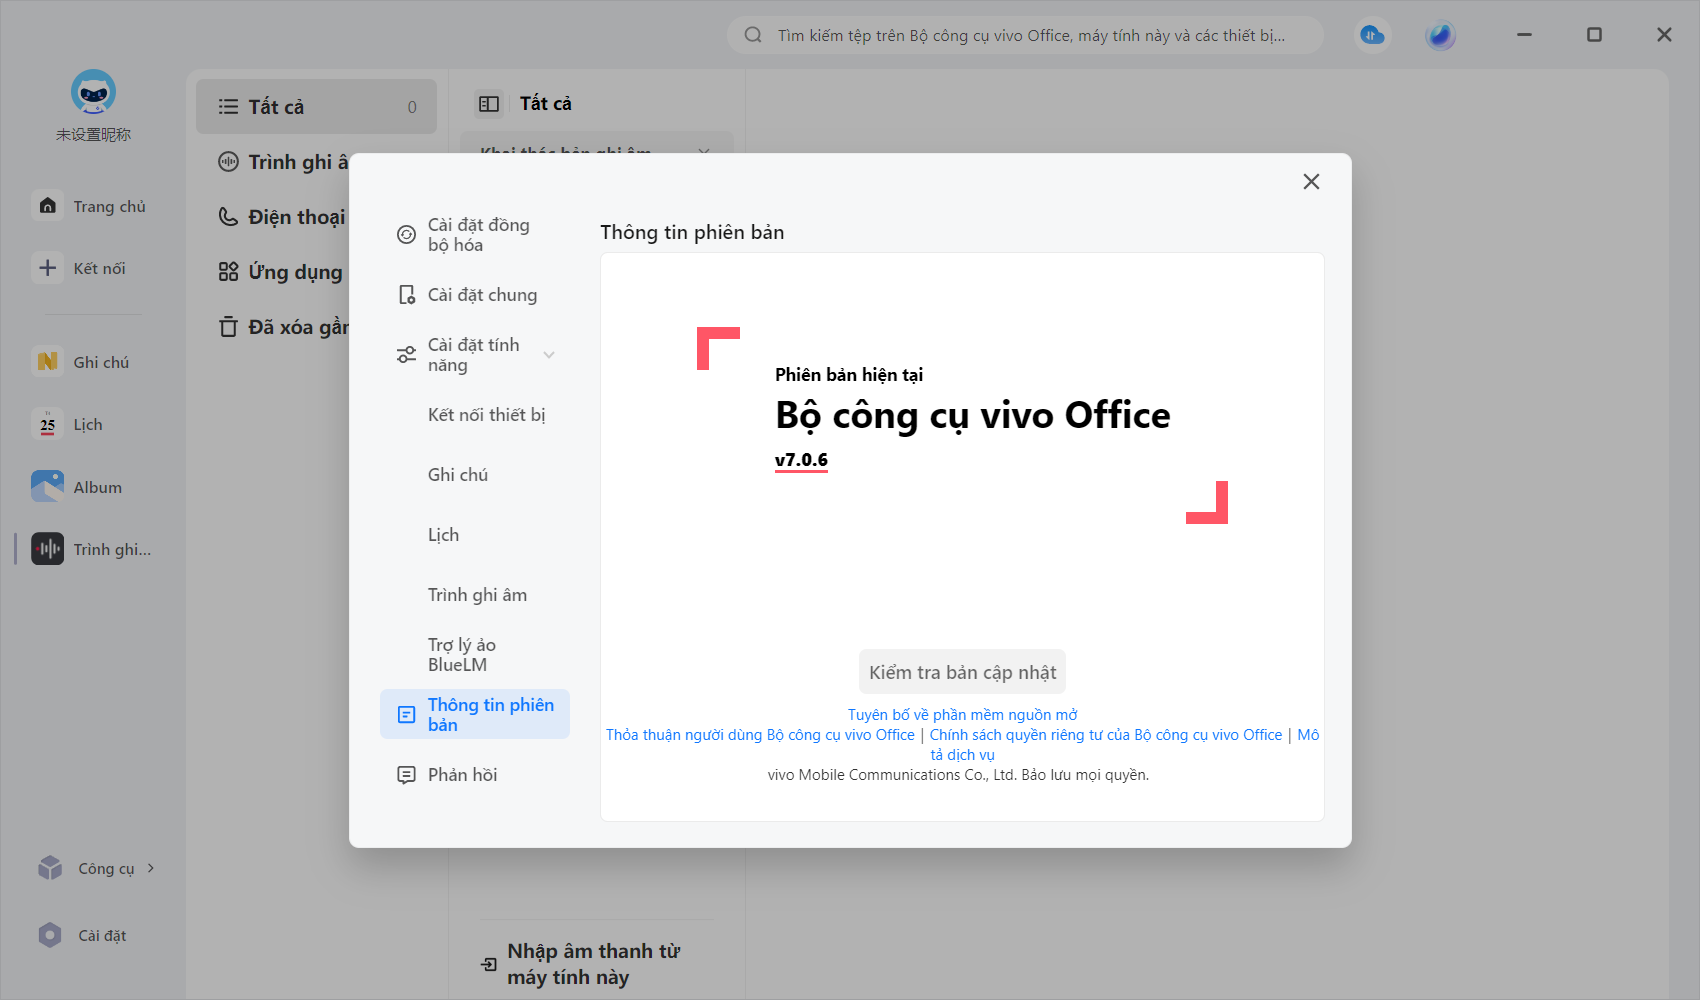 Tìm kiếm tệp trên Bộ công cụ vivo Office, máy tính này và các thiết bị...
未设置昵称
Trang chủ
Kết nối
Ghi chú
25
Lịch
Album
Trình ghi...
Công cụ
Cài đặt
Tất cả
0
Trình ghi â
Điện thoại
Ứng dụng
Đã xóa gần
Tất cả
Khai thác bản ghi âm
Nhập âm thanh từ
máy tính này
Cài đặt đồng
bộ hóa
Cài đặt chung
Cài đặt tính
năng
Kết nối thiết bị
Ghi chú
Lịch
Trình ghi âm
Trợ lý ảo
BlueLM
Thông tin phiên
bản
Phản hồi
Thông tin phiên bản
Phiên bản hiện tại
Bộ công cụ vivo Office
v7.0.6
Kiểm tra bản cập nhật
Tuyên bố về phần mềm nguồn mở
Thỏa thuận người dùng Bộ công cụ vivo Office | Chính sách quyền riêng tư của Bộ công cụ vivo Office | Mô
tả dịch vụ
vivo Mobile Communications Co., Ltd. Bảo lưu mọi quyền.